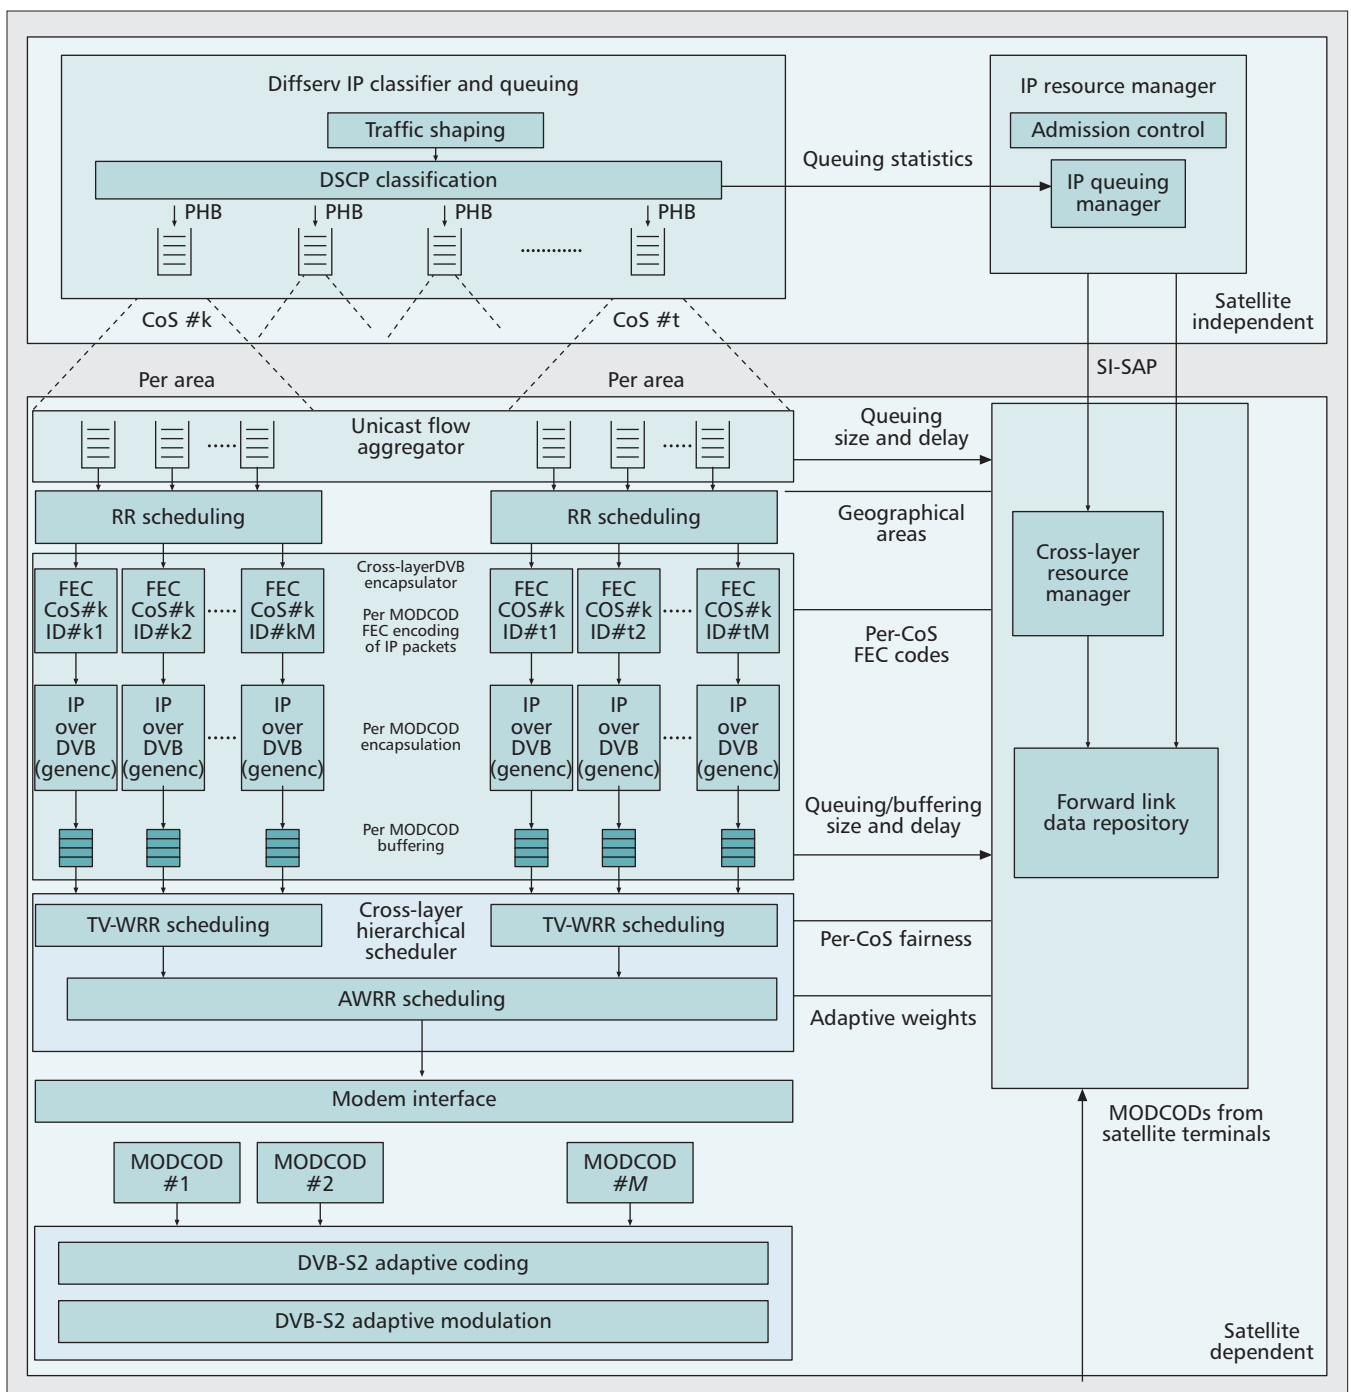 Diffserv IP classifier and queuing
Traffic shaping
DSCP classification
PHB
PHB
PHB
PHB
CoS #k
CoS #t
Queuing statistics
IP resource manager
Admission control
IP queuing
manager
Satellite
independent
SI-SAP
Per area
Per area
Unicast flow
aggregator
Queuing
size and delay
RR scheduling
RR scheduling
Geographical
areas
Cross-layerDVB
encapsulator
Per MODCOD
FEC encoding
of IP packets
FEC
CoS#k
ID#k1
FEC
CoS#k
ID#k2
FEC
CoS#k
ID#kM
FEC
COS#k
ID#t1
FEC
COS#k
ID#t2
FEC
COS#k
ID#tM
Per-CoS
FEC codes
Cross-layer
resource
manager
IP
over
DVB
(genenc)
IP
over
DVB
(genenc)
IP
over
DVB
(genenc)
Per MODCOD
encapsulation
IP
over
DVB
(genenc)
IP
over
DVB
(genenc)
IP
over
DVB
(genenc)
Queuing/buffering
size and delay
Forward link
data repository
Per MODCOD
buffering
TV-WRR scheduling
Cross-layer
hierarchical
scheduler
TV-WRR scheduling
Per-CoS fairness
AWRR scheduling
Adaptive weights
Modem interface
MODCODs from
satellite terminals
MODCOD
#1
MODCOD
#2
MODCOD
#M
DVB-S2 adaptive coding
DVB-S2 adaptive modulation
Satellite
dependent